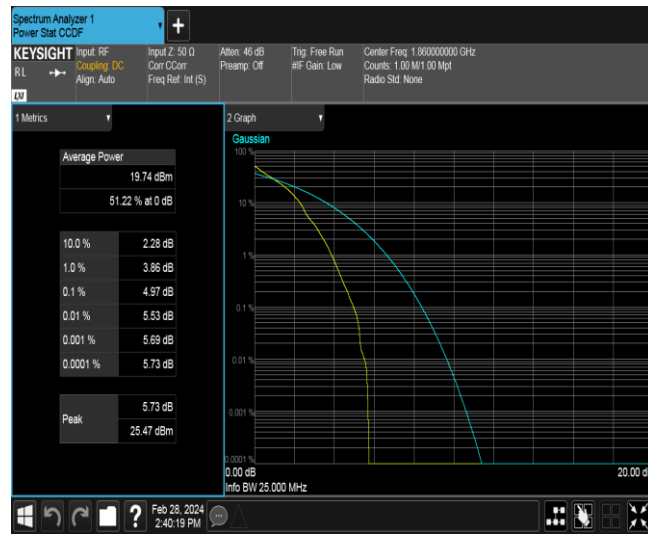 Spectrum Analyzer 1
Power Stat CCDF
+
KEYSIGHT
Input: RF
Input Z: 50 Ω
Atten: 46 dB
Trig: Free Run
Center Freq: 1.860000000 GHz
RL
Coupling: DC
Corr CCorr
Preamp: Off
#IF Gain: Low
Counts: 1.00 M/1.00 Mpt
Align: Auto
Freq Ref: Int (S)
Radio Std: None
LXI
1 Metrics
Average Power
19.74 dBm
51.22 % at 0 dB
10.0 % 2.28 dB
1.0 % 3.86 dB
0.1 % 4.97 dB
0.01 % 5.53 dB
0.001 % 5.69 dB
0.0001 % 5.73 dB
Peak
5.73 dB
25.47 dBm
2 Graph
Gaussian
100 %
10 %
1 %
0.1 %
0.01 %
0.001 %
0.0001 %
0.00 dB
20.00 d
Info BW 25.000 MHz
?
Feb 28, 2024
2:40:19 PM